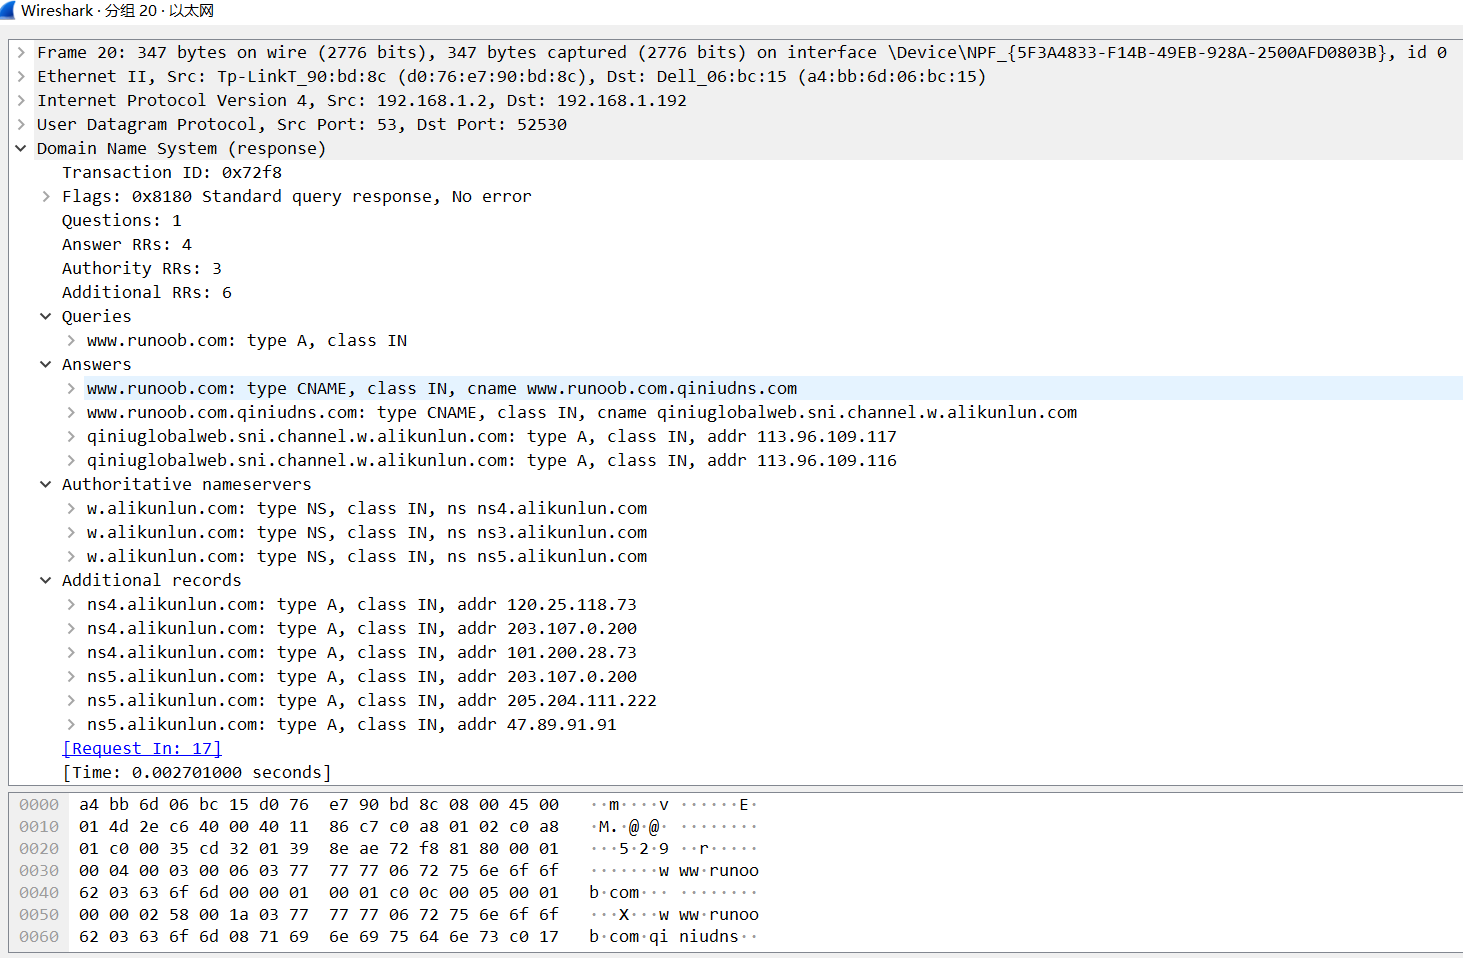 Wireshark · 分组 20 · 以太网
Frame 20: 347 bytes on wire (2776 bits), 347 bytes captured (2776 bits) on interface \Device\NPF_{5F3A4833-F14B-49EB-928A-2500AFD0803B}, id 0
Ethernet II, Src: Tp-LinkT_90:bd:8c (d0:76:e7:90:bd:8c), Dst: Dell_06:bc:15 (a4:bb:6d:06:bc:15)
Internet Protocol Version 4, Src: 192.168.1.2, Dst: 192.168.1.192
User Datagram Protocol, Src Port: 53, Dst Port: 52530
Domain Name System (response)
Transaction ID: 0x72f8
Flags: 0x8180 Standard query response, No error
Questions: 1
Answer RRs: 4
Authority RRs: 3
Additional RRs: 6
Queries
www.runoob.com: type A, class IN
Answers
www.runoob.com: type CNAME, class IN, cname www.runoob.com.qiniudns.com
www.runoob.com.qiniudns.com: type CNAME, class IN, cname qiniuglobalweb.sni.channel.w.alikunlun.com
qiniuglobalweb.sni.channel.w.alikunlun.com: type A, class IN, addr 113.96.109.117
qiniuglobalweb.sni.channel.w.alikunlun.com: type A, class IN, addr 113.96.109.116
Authoritative nameservers
w.alikunlun.com: type NS, class IN, ns ns4.alikunlun.com
w.alikunlun.com: type NS, class IN, ns ns3.alikunlun.com
w.alikunlun.com: type NS, class IN, ns ns5.alikunlun.com
Additional records
ns4.alikunlun.com: type A, class IN, addr 120.25.118.73
ns4.alikunlun.com: type A, class IN, addr 203.107.0.200
ns4.alikunlun.com: type A, class IN, addr 101.200.28.73
ns5.alikunlun.com: type A, class IN, addr 203.107.0.200
ns5.alikunlun.com: type A, class IN, addr 205.204.111.222
ns5.alikunlun.com: type A, class IN, addr 47.89.91.91
[Request In: 17]
[Time: 0.002701000 seconds]
0000 a4 bb 6d 06 bc 15 d0 76 e7 90 bd 8c 08 00 45 00 ··m····v ······E·
0010 01 4d 2e c6 40 00 40 11 86 c7 c0 a8 01 02 c0 a8 ·M.·@·@· ········
0020 01 c0 00 35 cd 32 01 39 8e ae 72 f8 81 80 00 01 ···5·2·9 ··r·····
0030 00 04 00 03 00 06 03 77 77 77 06 72 75 6e 6f 6f ·······w ww·runoo
0040 62 03 63 6f 6d 00 00 01 00 01 c0 0c 00 05 00 01 b·com··· ········
0050 00 00 02 58 00 1a 03 77 77 77 06 72 75 6e 6f 6f ···X···w ww·runoo
0060 62 03 63 6f 6d 08 71 69 6e 69 75 64 6e 73 c0 17 b·com·qi niudns··